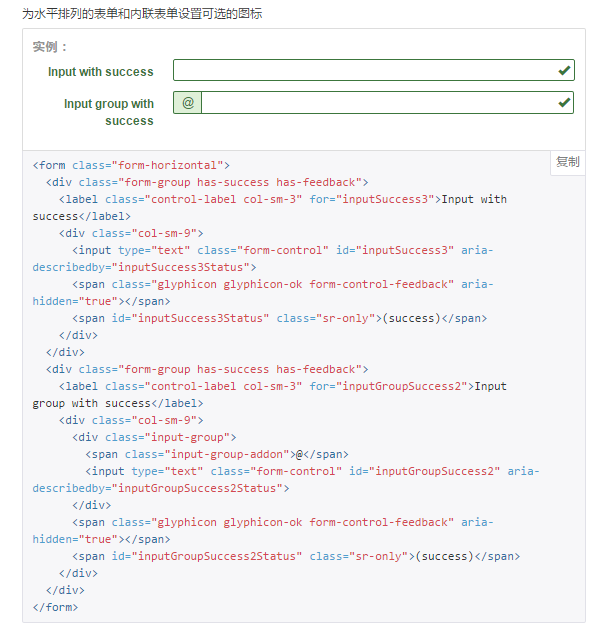 为水平排列的表单和内联表单设置可选的图标
实例：
Input with success
Input group with
success
@
复制
<form class="form-horizontal">
  <div class="form-group has-success has-feedback">
    <label class="control-label col-sm-3" for="inputSuccess3">Input with
success</label>
    <div class="col-sm-9">
      <input type="text" class="form-control" id="inputSuccess3" aria-
describedby="inputSuccess3Status">
      <span class="glyphicon glyphicon-ok form-control-feedback" aria-
hidden="true"></span>
      <span id="inputSuccess3Status" class="sr-only">(success)</span>
    </div>
  </div>
  <div class="form-group has-success has-feedback">
    <label class="control-label col-sm-3" for="inputGroupSuccess2">Input
group with success</label>
    <div class="col-sm-9">
      <div class="input-group">
        <span class="input-group-addon">@</span>
        <input type="text" class="form-control" id="inputGroupSuccess2" aria-
describedby="inputGroupSuccess2Status">
      </div>
      <span class="glyphicon glyphicon-ok form-control-feedback" aria-
hidden="true"></span>
      <span id="inputGroupSuccess2Status" class="sr-only">(success)</span>
    </div>
  </div>
</form>